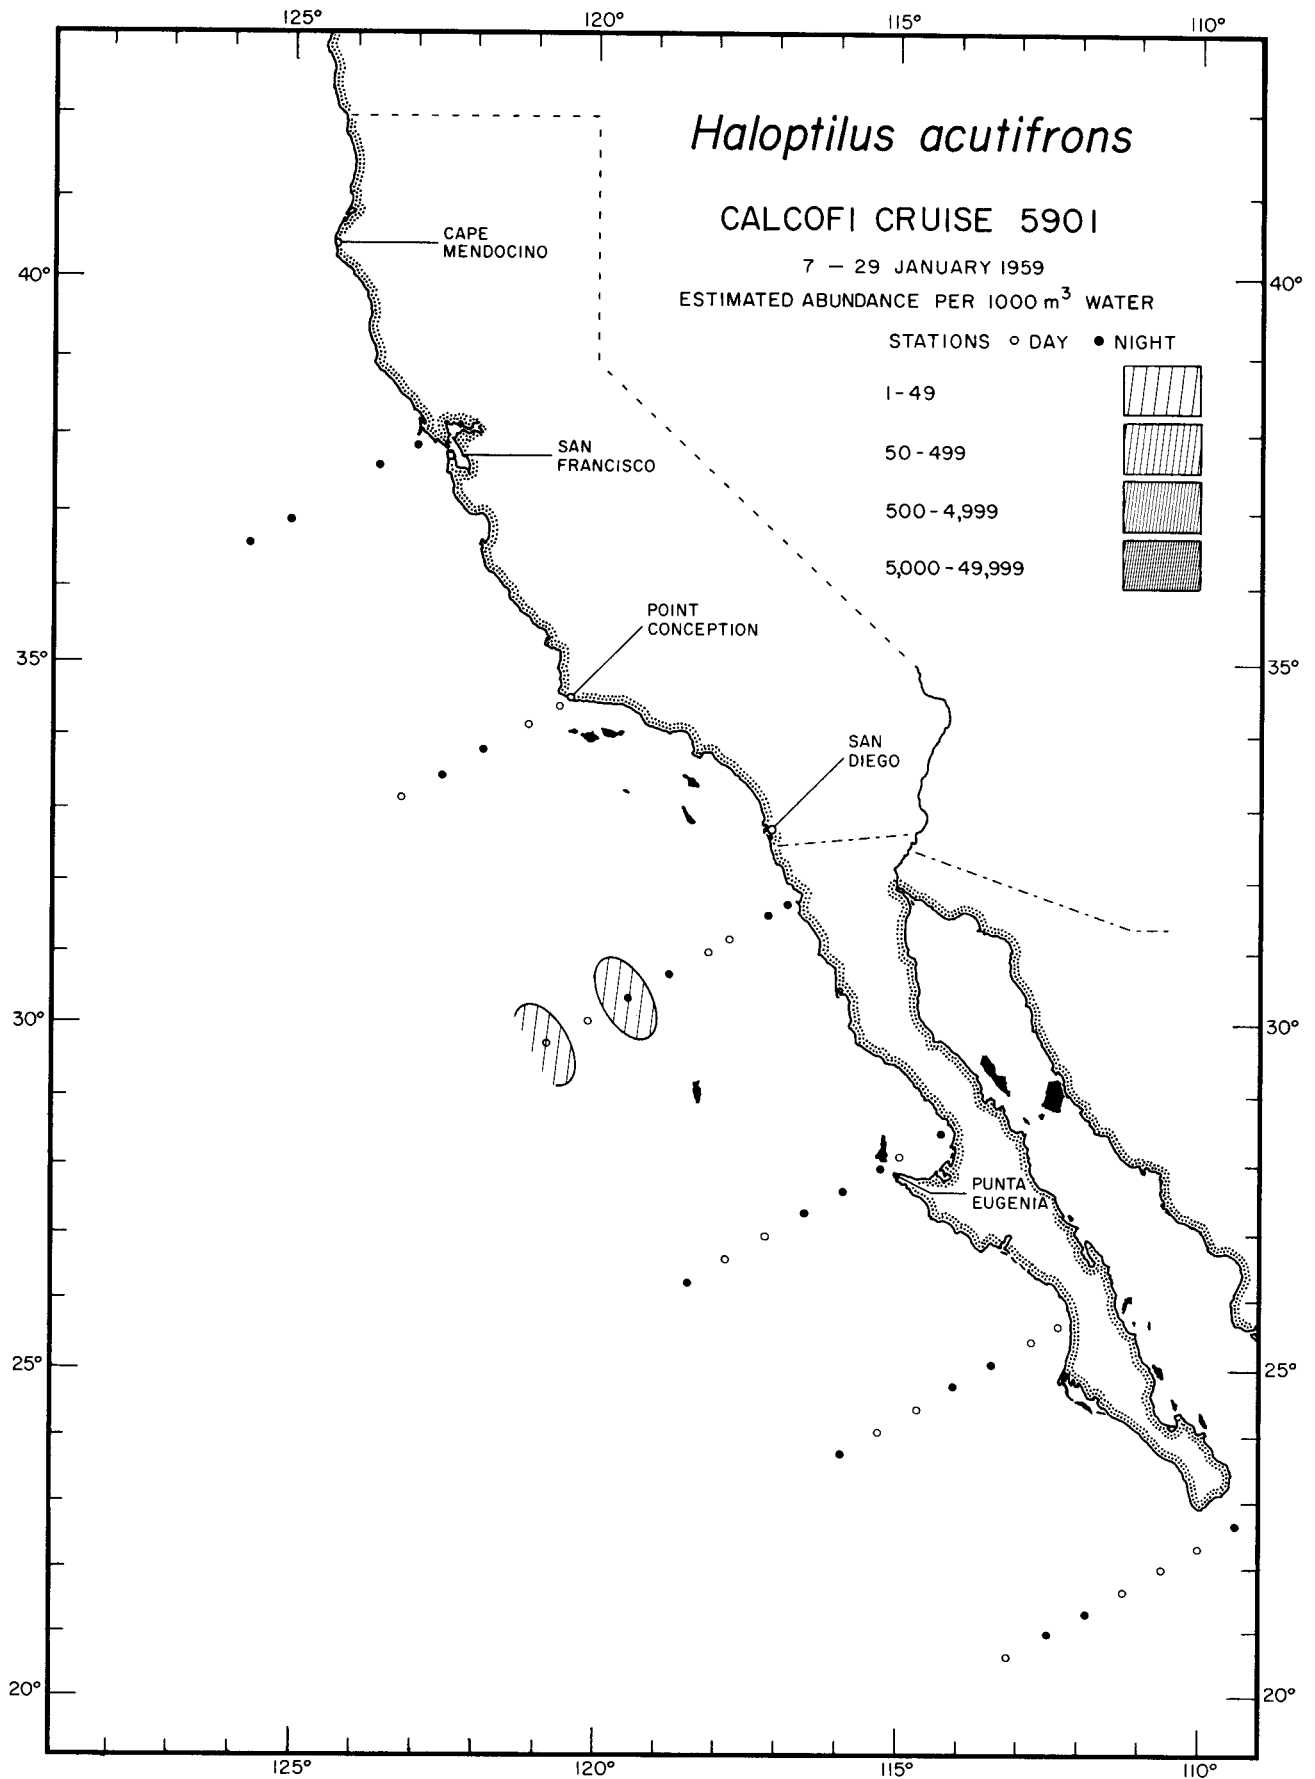 125° 120° 115° 110°
Haloptilus acutifrons
CALCOFI CRUISE 5901
7 – 29 JANUARY 1959
ESTIMATED ABUNDANCE PER 1000 m³ WATER
STATIONS ○ DAY ● NIGHT
1-49
50-499
500-4,999
5,000-49,999
CAPE
MENDOCINO
40° 40°
SAN
FRANCISCO
POINT
CONCEPTION
35° 35°
SAN
DIEGO
30° 30°
PUNTA
EUGENIA
25° 25°
20° 20°
125° 120° 115° 110°